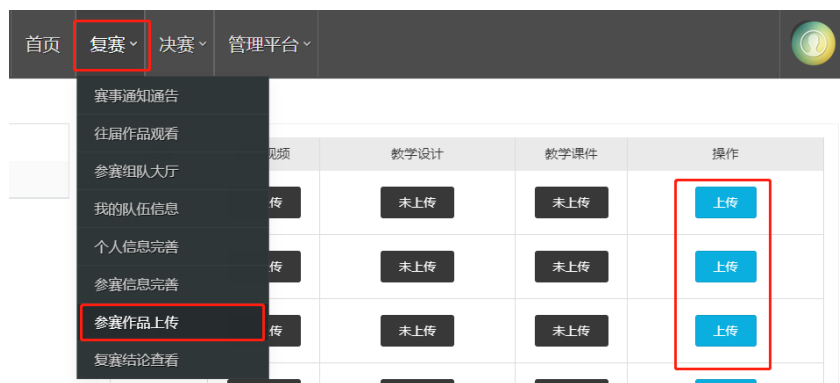 首页 复赛 决赛 管理平台
赛事通知通告
往届作品观看
参赛组队大厅
我的队伍信息
个人信息完善
参赛信息完善
参赛作品上传
复赛结论查看
视频 教学设计 教学课件 操作
传 未上传 未上传 上传
传 未上传 未上传 上传
传 未上传 未上传 上传